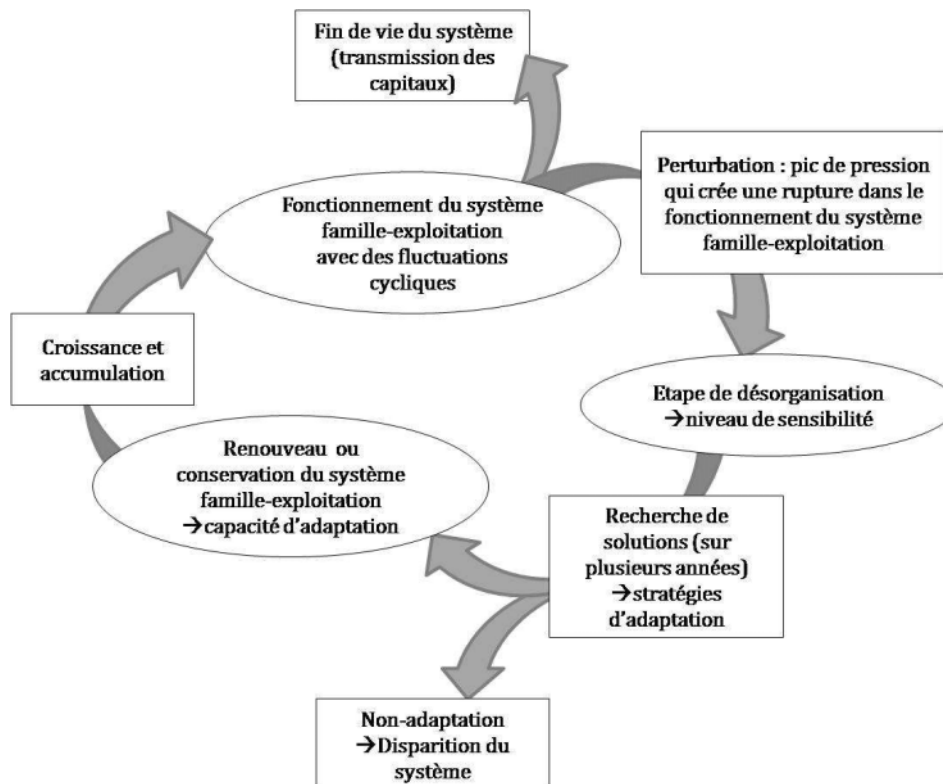 Fin de vie du système
(transmission des
capitaux)
Perturbation : pic de pression
qui crée une rupture dans le
fonctionnement du système
famille-exploitation
Fonctionnement du système
famille-exploitation
avec des fluctuations
cycliques
Croissance et
accumulation
Etape de désorganisation
→niveau de sensibilité
Renouveau ou
conservation du système
famille-exploitation
→capacité d'adaptation
Recherche de
solutions (sur
plusieurs années)
→stratégies
d'adaptation
Non-adaptation
→Disparition du
système